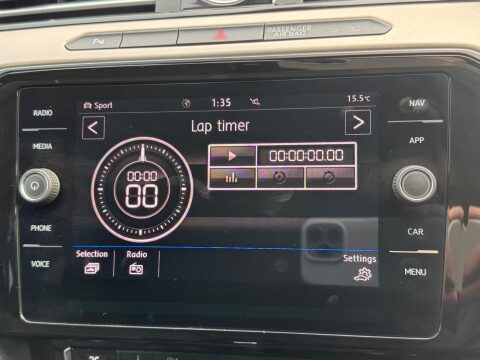 PASSENGER
AIR BAG
RADIO
MEDIA
PHONE
VOICE
Sport
1:35
15.5°C
Lap timer
00:00
00
00:00:00.00
Selection
Radio
Settings
NAV
APP
CAR
MENU